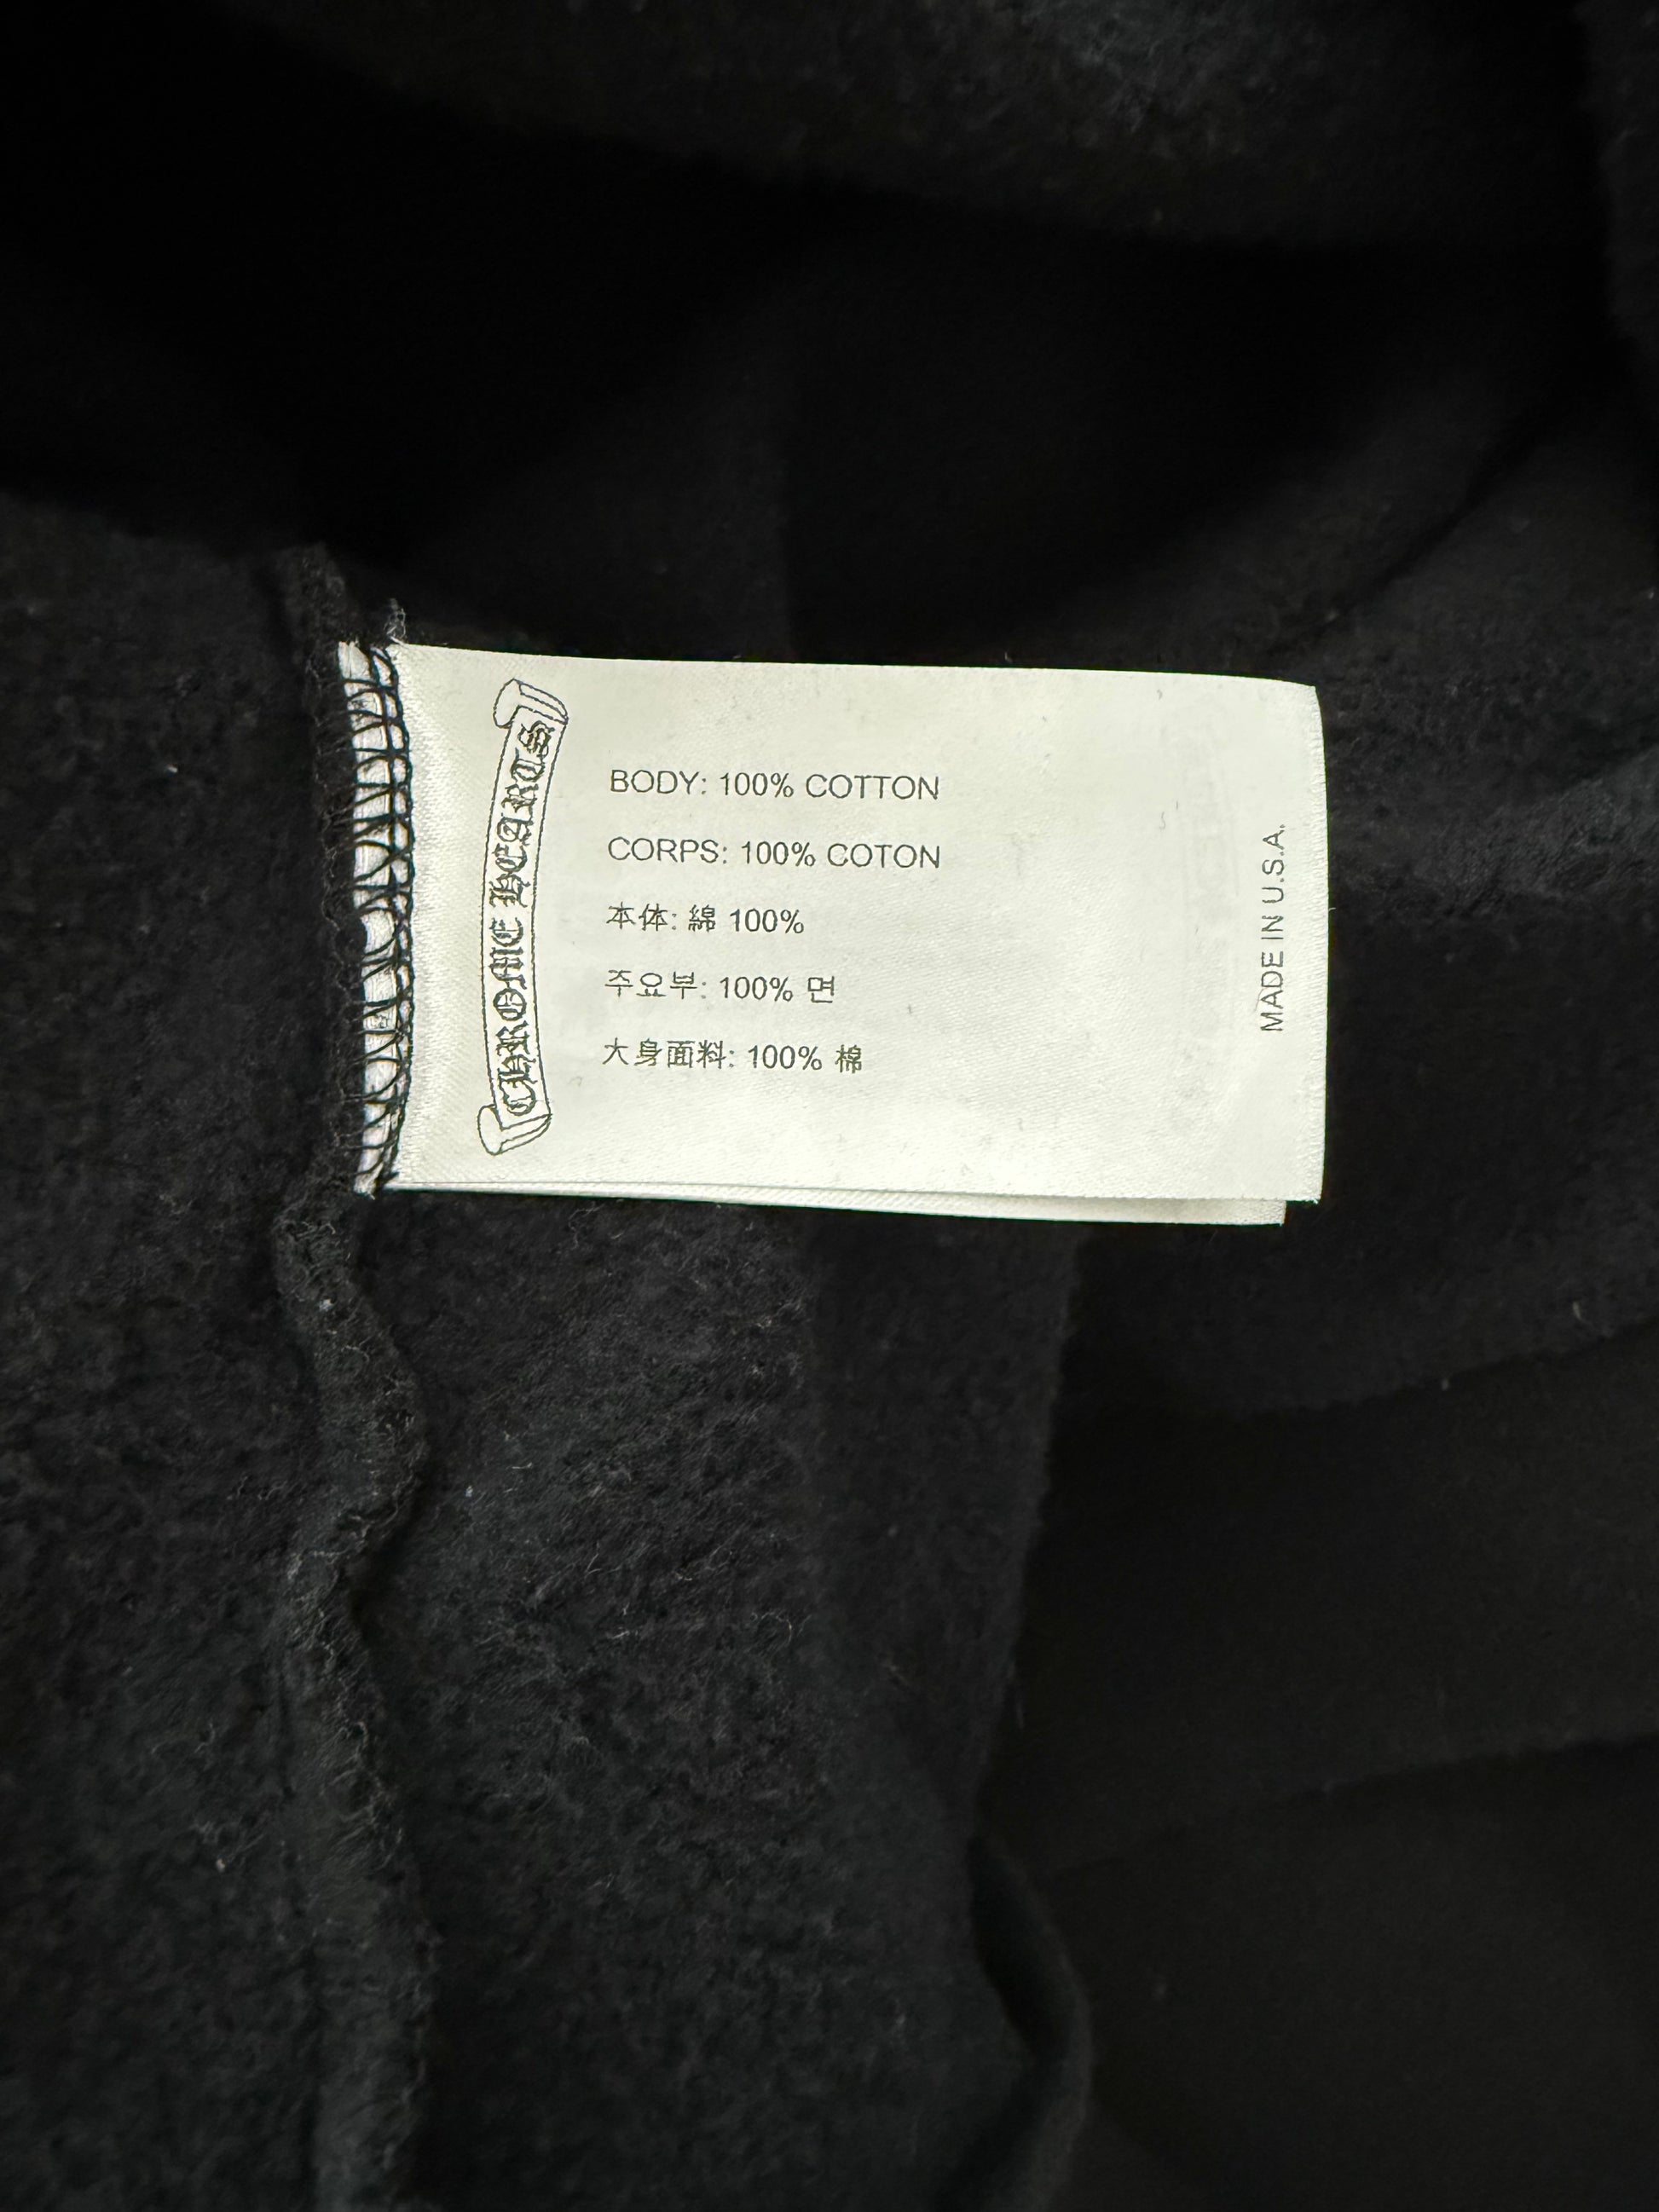 CHROME HEARTS
BODY: 100% COTTON
CORPS: 100% COTON
本体: 綿 100%
주요부: 100% 면
大身面料: 100% 棉
MADE IN U.S.A.